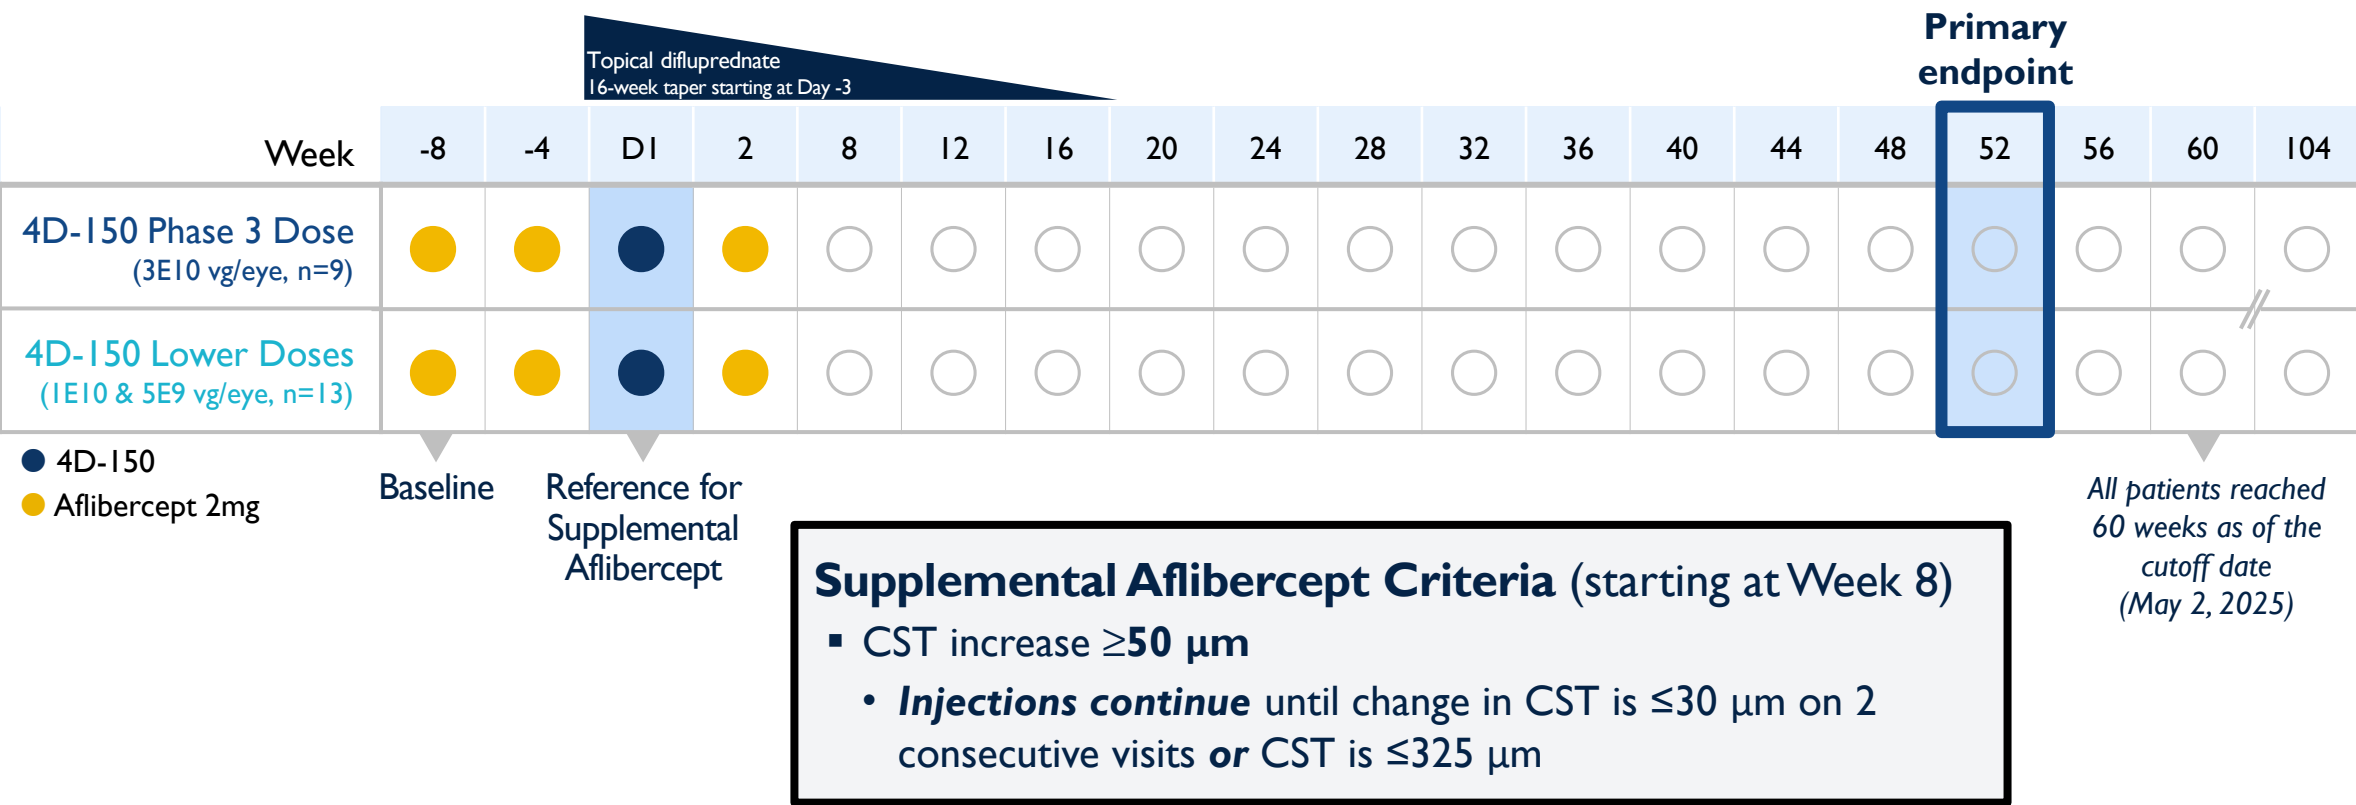 Primary
endpoint
Topical difluprednate
16-week taper starting at Day -3
Week -8 -4 D1 2 8 12 16 20 24 28 32 36 40 44 48 52 56 60 104
4D-150 Phase 3 Dose
(3E10 vg/eye, n=9)
4D-150 Lower Doses
(1E10 & 5E9 vg/eye, n=13)
4D-150
Aflibercept 2mg
Baseline
Reference for
Supplemental
Aflibercept
All patients reached
60 weeks as of the
cutoff date
(May 2, 2025)
Supplemental Aflibercept Criteria (starting at Week 8)
▪ CST increase ≥50 µm
• Injections continue until change in CST is ≤30 µm on 2
consecutive visits or CST is ≤325 µm